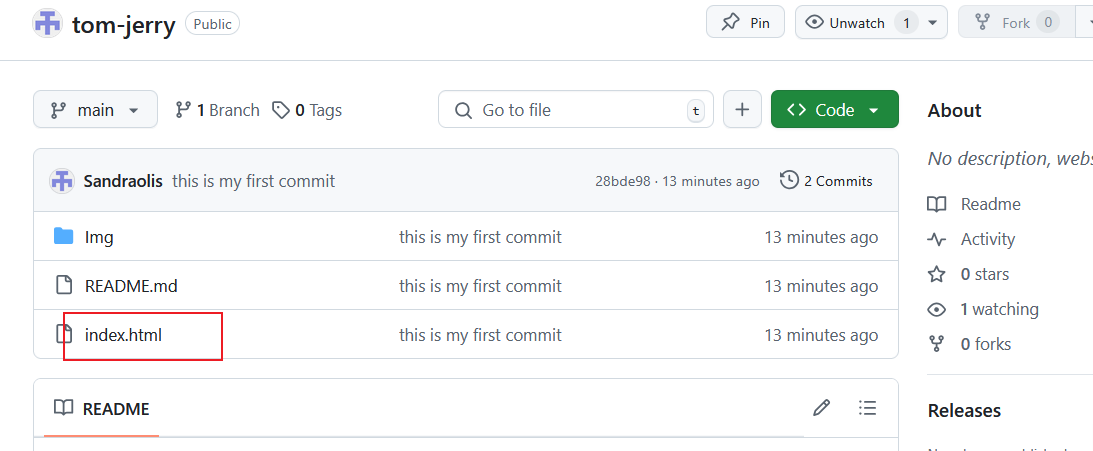 tom-jerry Public Pin Unwatch 1 Fork 0
main 1 Branch 0 Tags Go to file t Code
About
Sandraolis this is my first commit 28bde98 · 13 minutes ago 2 Commits
No description,
Img this is my first commit 13 minutes ago
README.md this is my first commit 13 minutes ago
index.html this is my first commit 13 minutes ago
Readme
Activity
0 stars
1 watching
0 forks
README
Releases